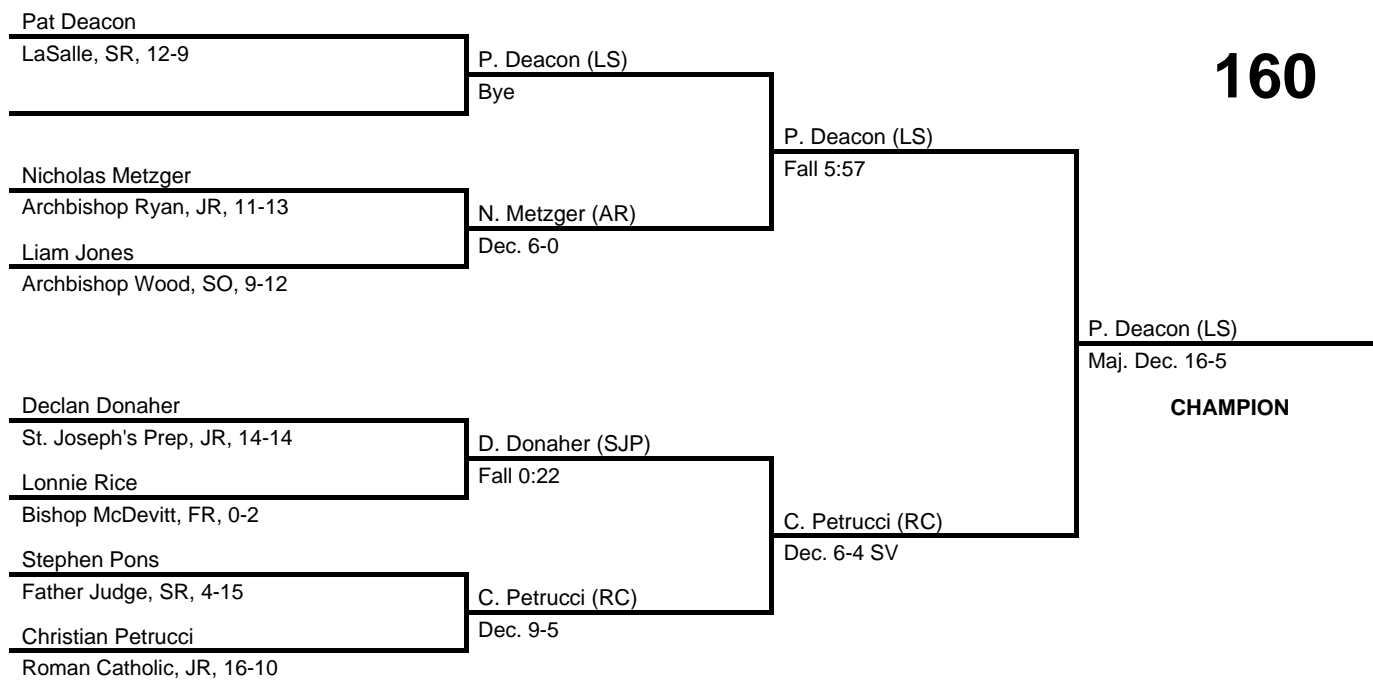 Pat Deacon
LaSalle, SR, 12-9
P. Deacon (LS)
Bye
160
P. Deacon (LS)
Fall 5:57
Nicholas Metzger
Archbishop Ryan, JR, 11-13
N. Metzger (AR)
Dec. 6-0
Liam Jones
Archbishop Wood, SO, 9-12
P. Deacon (LS)
Maj. Dec. 16-5
CHAMPION
Declan Donaher
St. Joseph's Prep, JR, 14-14
D. Donaher (SJP)
Fall 0:22
Lonnie Rice
Bishop McDevitt, FR, 0-2
C. Petrucci (RC)
Dec. 6-4 SV
Stephen Pons
Father Judge, SR, 4-15
C. Petrucci (RC)
Dec. 9-5
Christian Petrucci
Roman Catholic, JR, 16-10